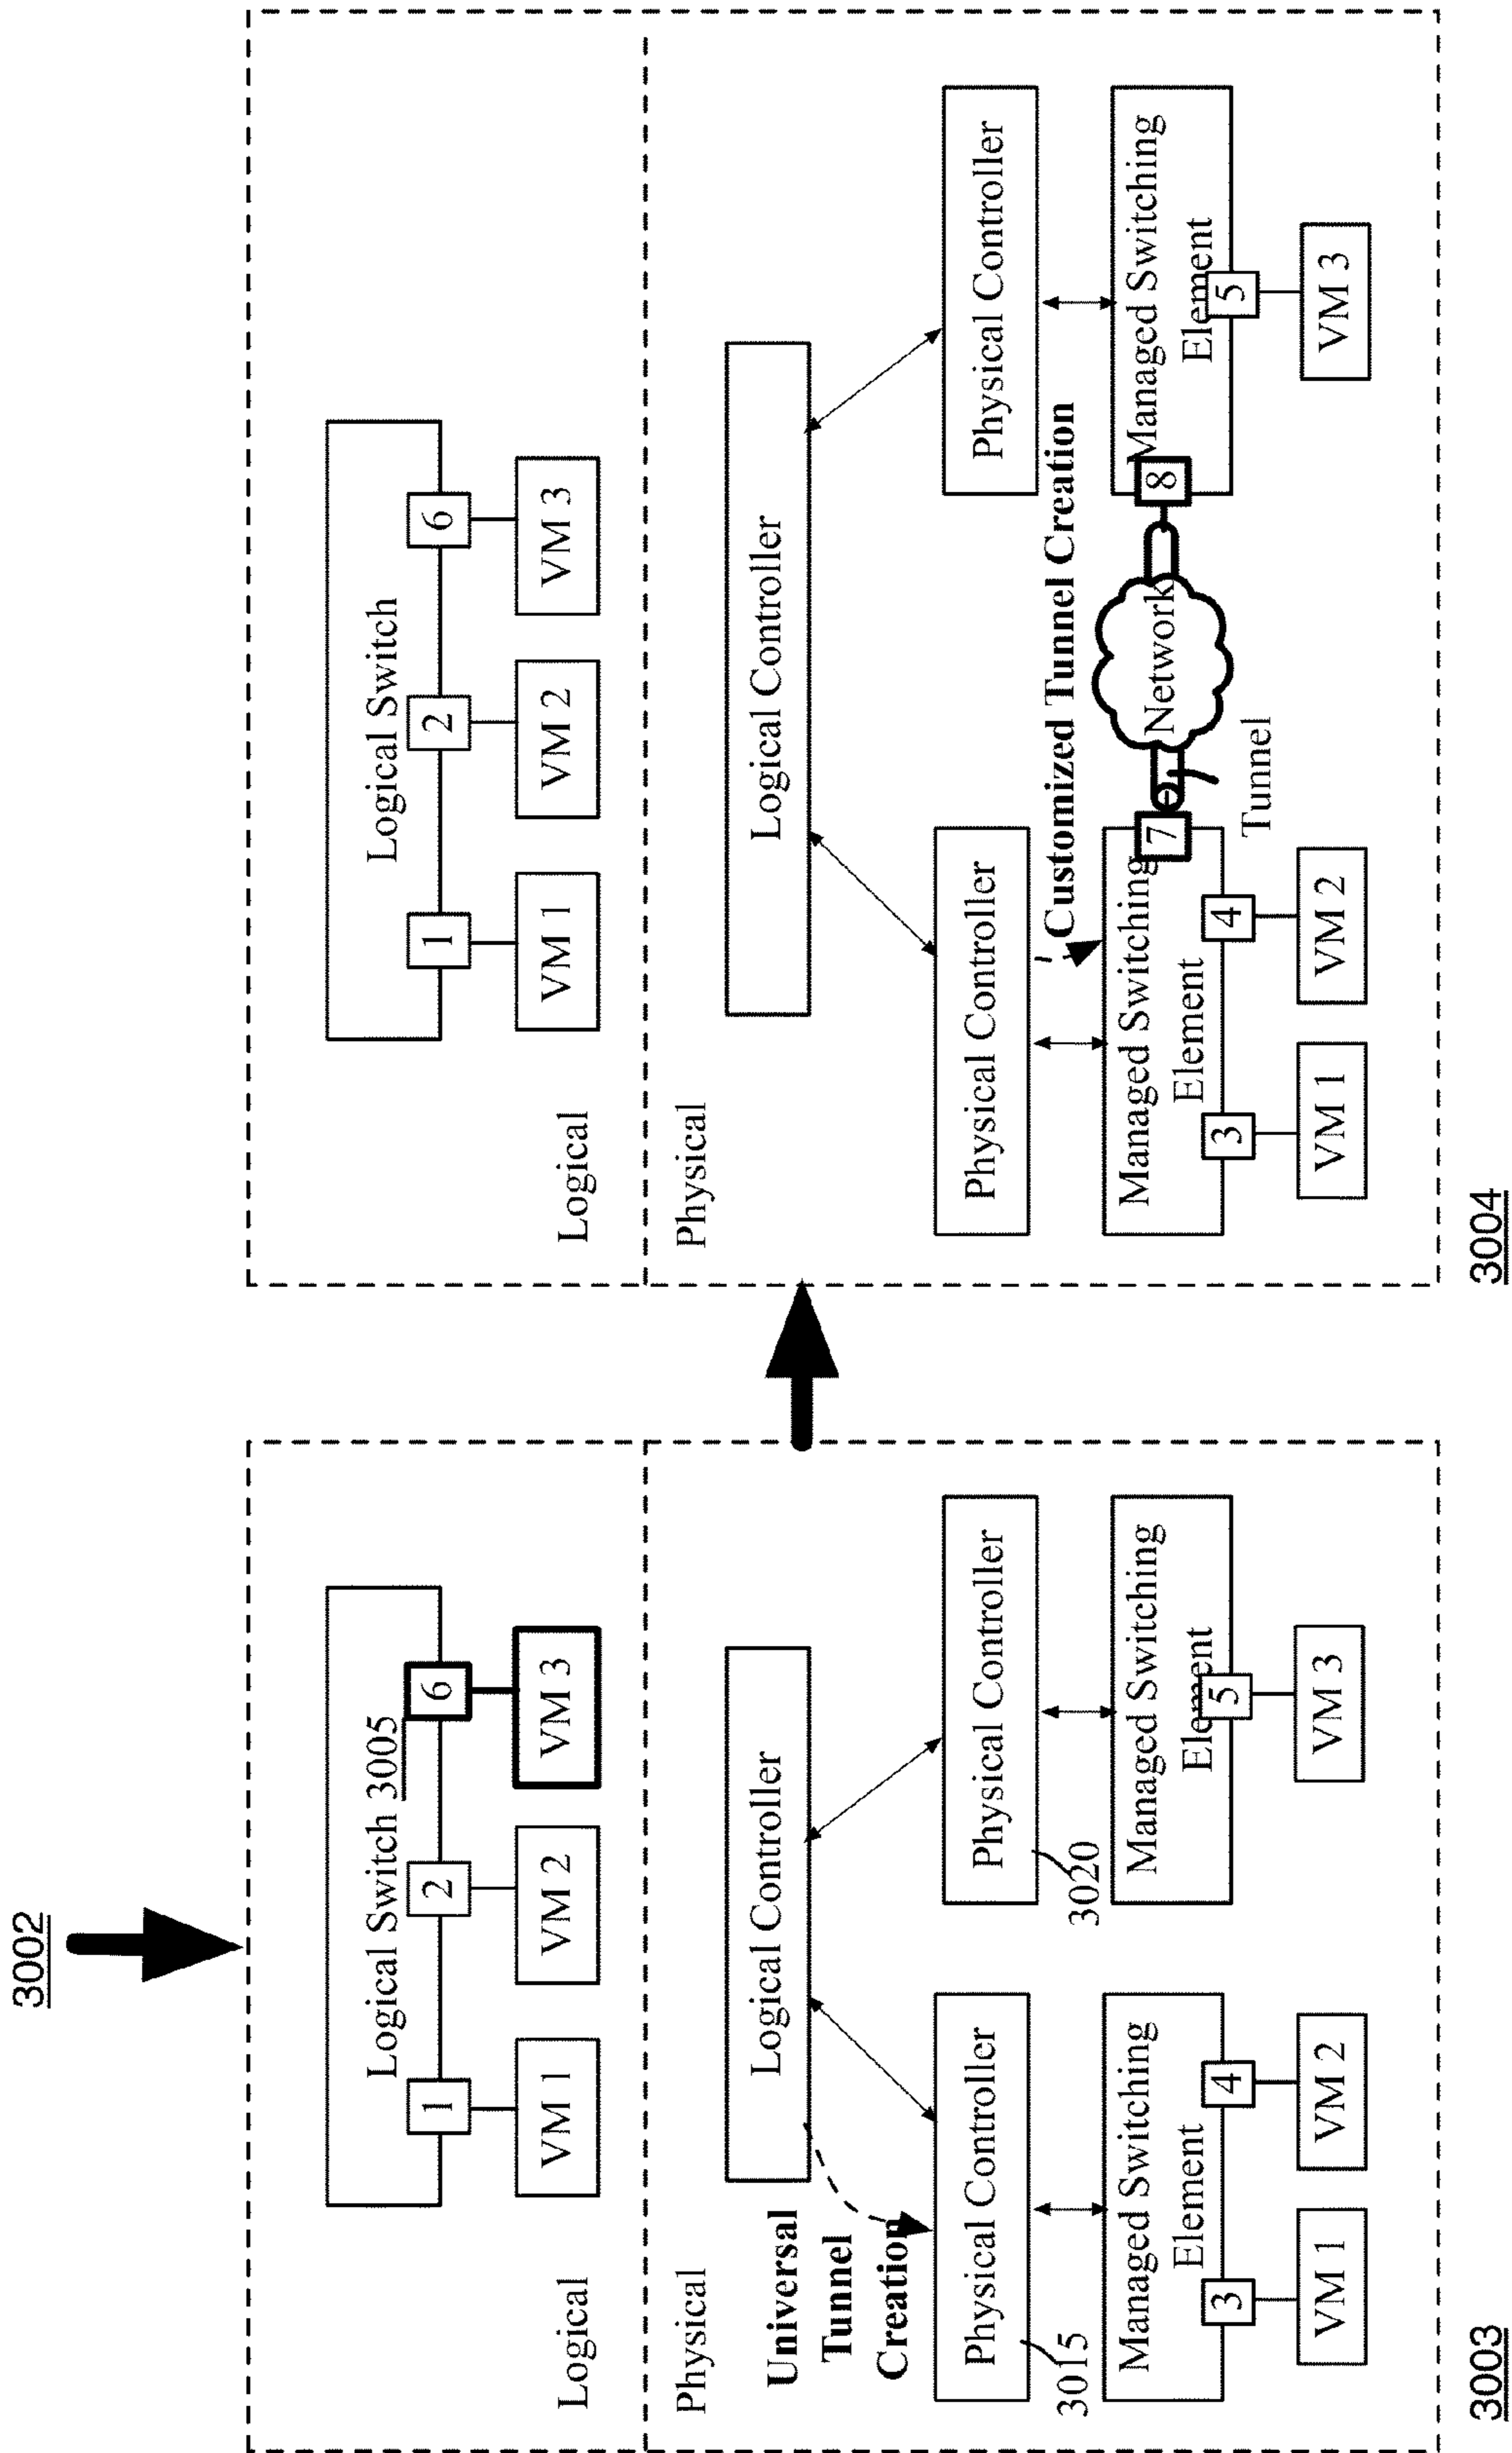 3002
Logical Switch 3005
1
2
6
VM 1
VM 2
VM 3
Logical
Physical
Logical Controller
Universal
Tunnel
Creation
Physical Controller
Physical Controller
3015
3020
Managed Switching
Element
Managed Switching
Element
3
4
5
VM 1
VM 2
VM 3
3003
Logical Switch
1
2
6
VM 1
VM 2
VM 3
Logical
Physical
Logical Controller
Physical Controller
Physical Controller
Customized Tunnel Creation
Managed Switching
Element
7
Network
8
Managed Switching
Element
Tunnel
3
4
5
VM 1
VM 2
VM 3
3004